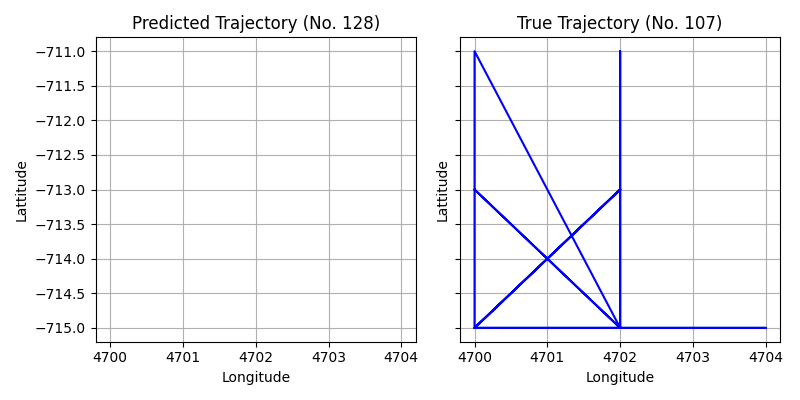 Predicted Trajectory (No. 128)
True Trajectory (No. 107)
−711.0
−711.5
−712.0
−712.5
−713.0
−713.5
−714.0
−714.5
−715.0
Lattitude
Lattitude
4700 4701 4702 4703 4704
4700 4701 4702 4703 4704
Longitude
Longitude